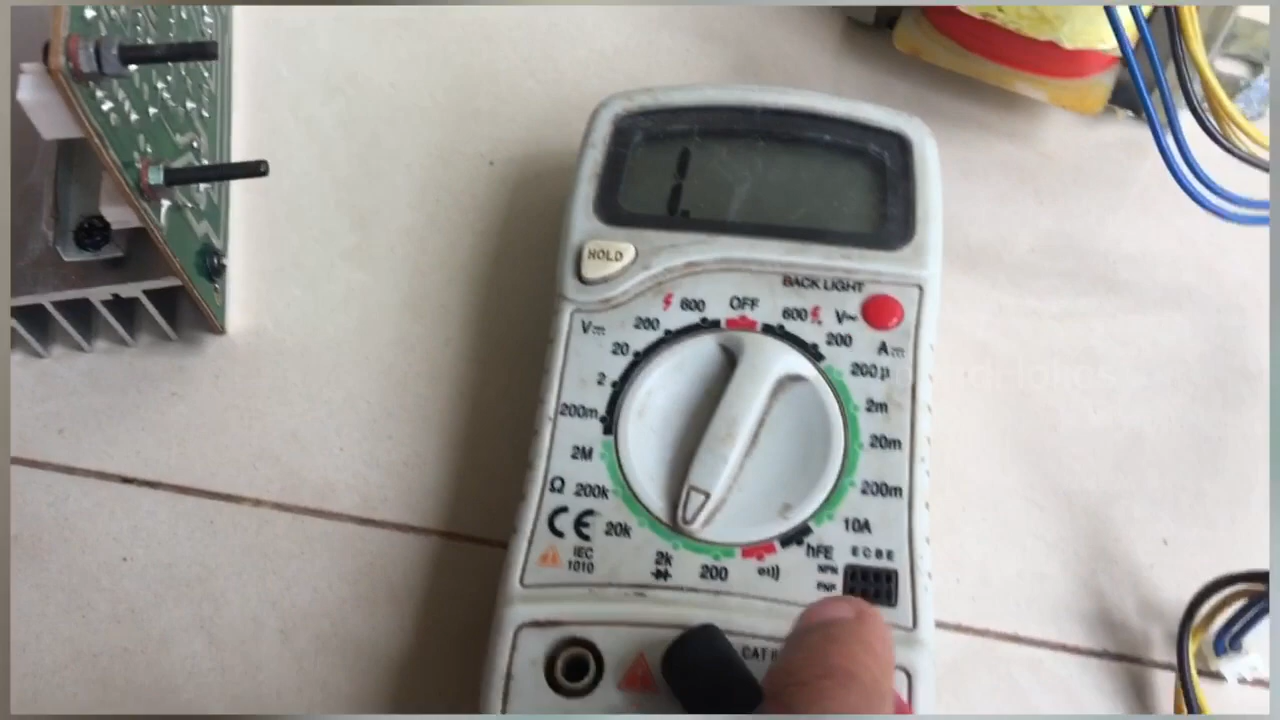 1.
HOLD
BACK LIGHT
600 OFF 600 V~
V⎓ 200 200 A⎓
20 200µ
2 2m
200m 20m
2M 200m
Ω 200k 10A
CE 20k hFE E C B E
IEC
1010
2k 200 NPN
PNP
CAT II